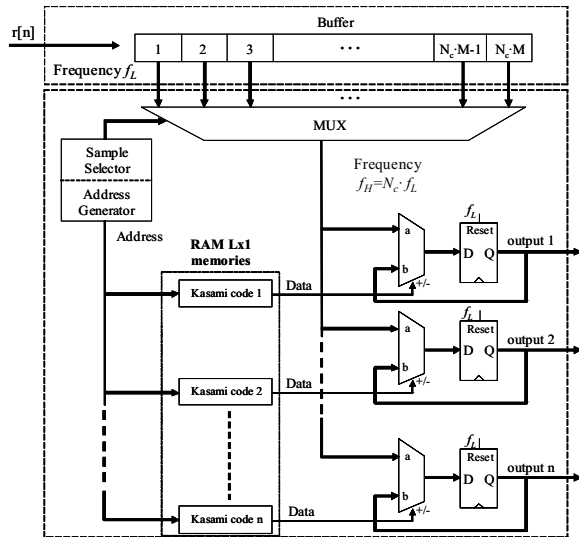 r[n]
Buffer
1 2 3 ... N_c·M-1 N_c·M
Frequency f_L
...
MUX
Sample Selector
Address Generator
Frequency
f_H=N_c· f_L
Address
RAM Lx1
memories
Kasami code 1
Data
a
b
+/-
f_L
Reset
D Q
output 1
Kasami code 2
Data
a
b
+/-
f_L
Reset
D Q
output 2
Kasami code n
Data
a
b
+/-
f_L
Reset
D Q
output n